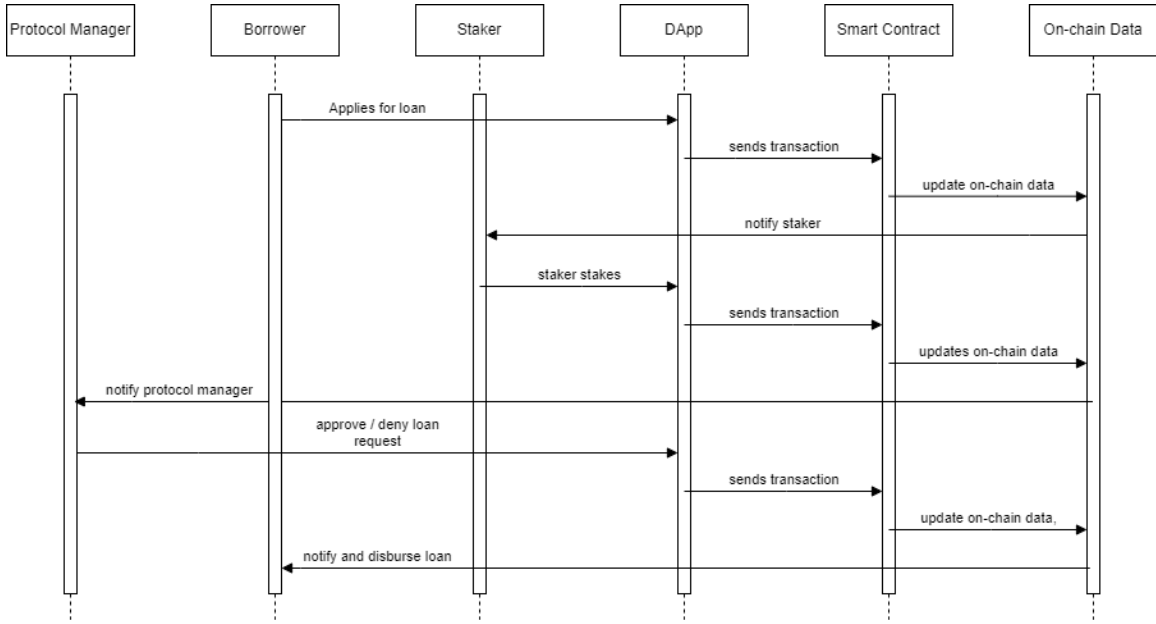 Protocol Manager
Borrower
Staker
DApp
Smart Contract
On-chain Data
Applies for loan
sends transaction
update on-chain data
notify staker
staker stakes
sends transaction
updates on-chain data
notify protocol manager
approve / deny loan
request
sends transaction
update on-chain data,
notify and disburse loan